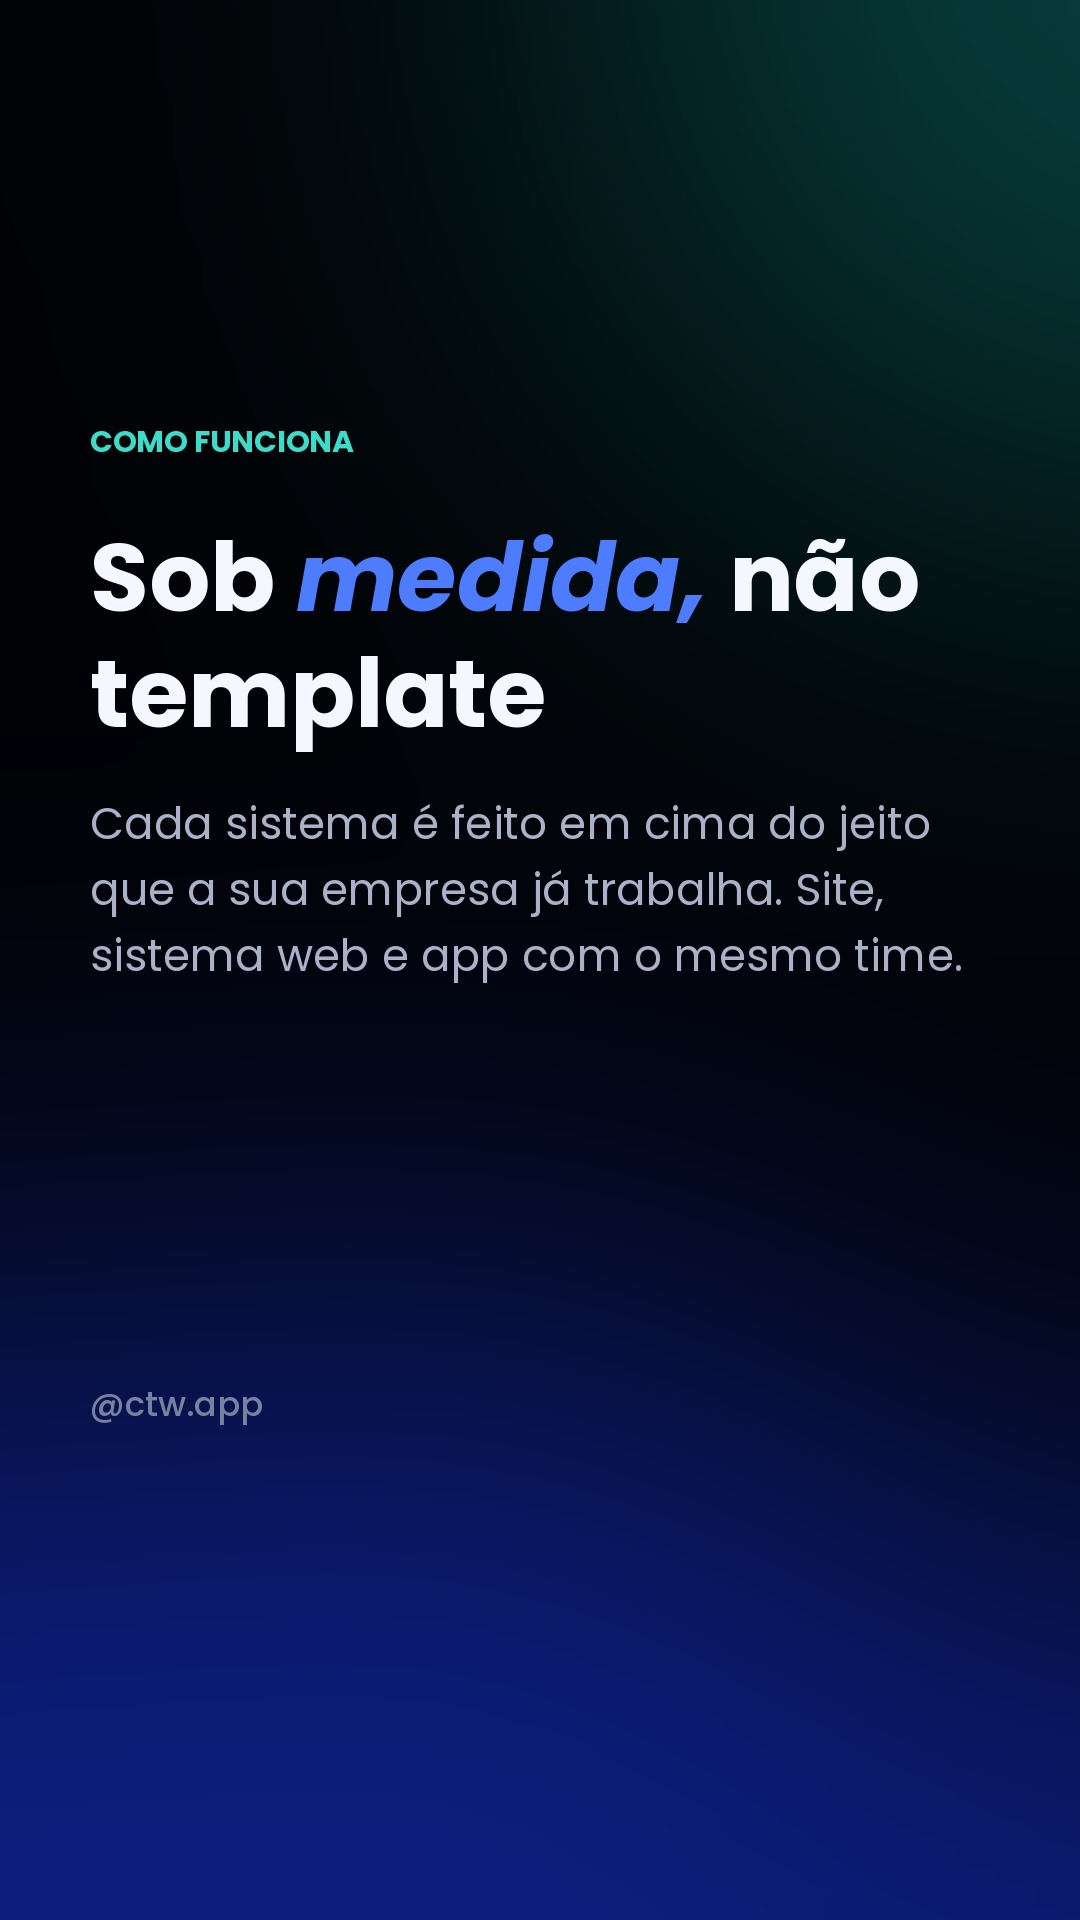 COMO FUNCIONA
Sob medida, não
template
Cada sistema é feito em cima do jeito
que a sua empresa já trabalha. Site,
sistema web e app com o mesmo time.
@ctw.app